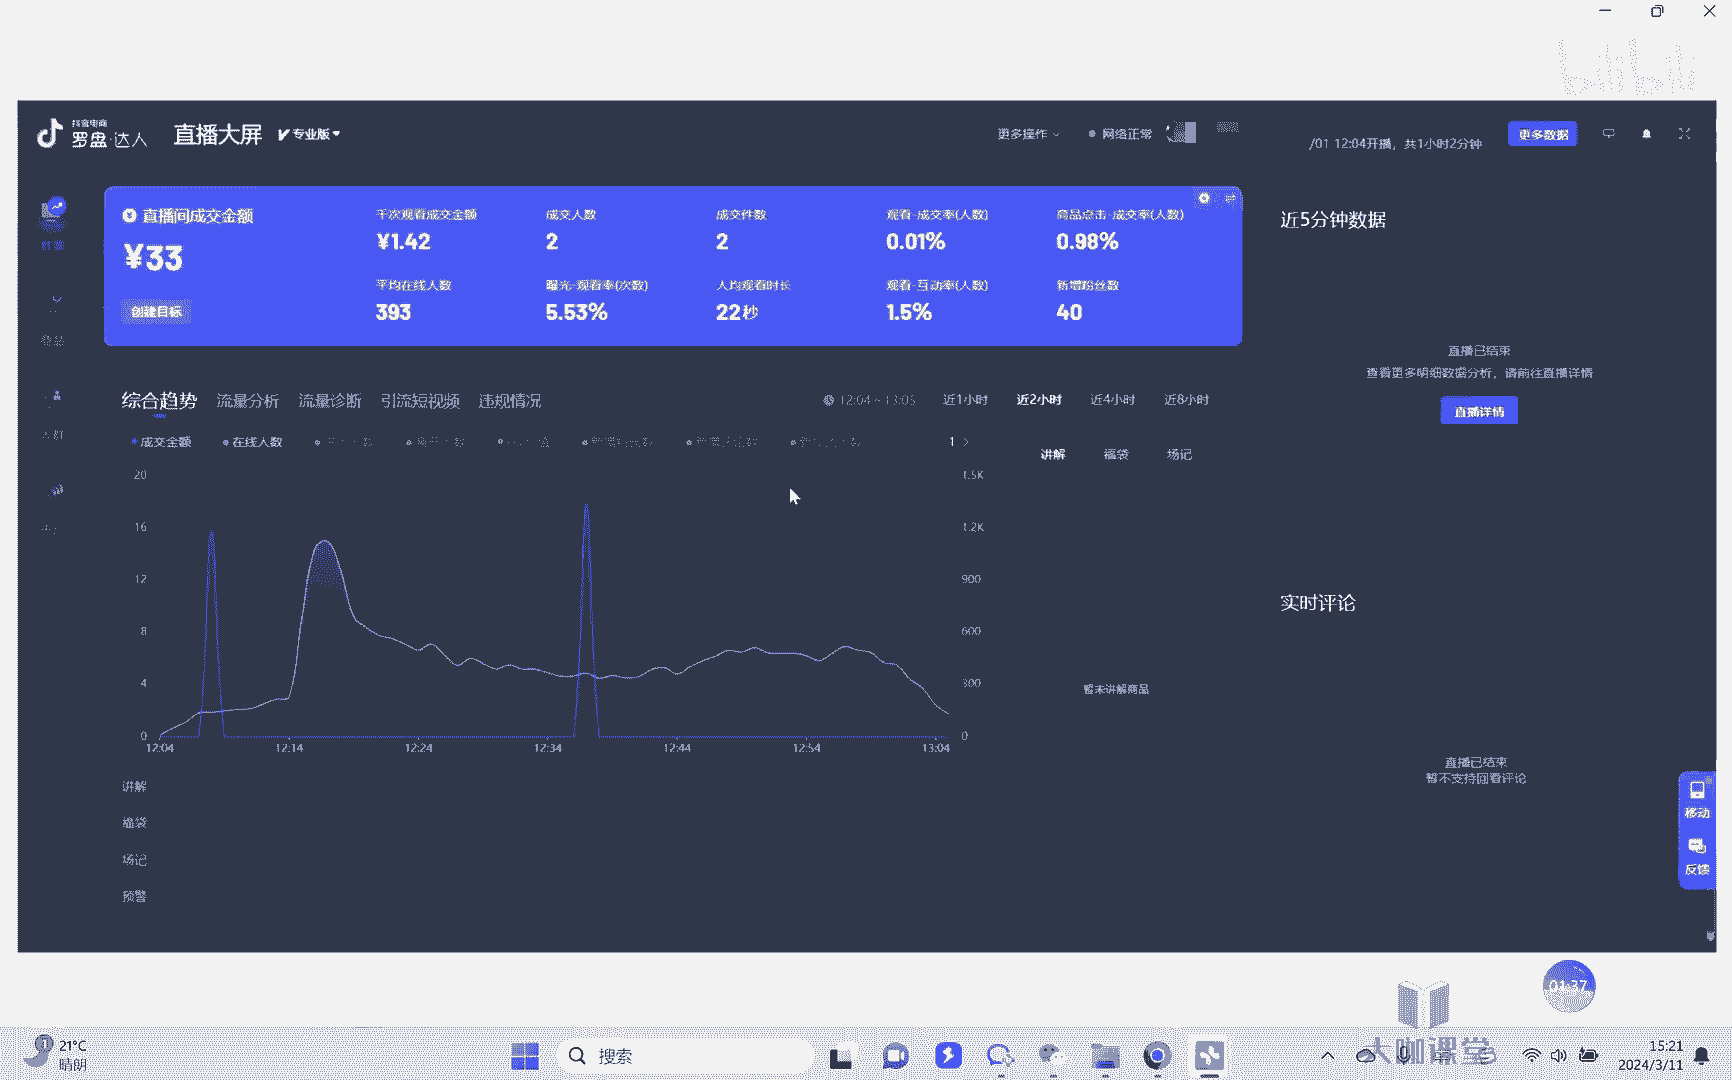 bilibili
抖音电商
罗盘·达人
直播大屏
专业版
更多操作
网络正常
/01 12:04开播，共1小时2分钟
更多数据
直播间成交金额
¥33
创建目标
千次观看成交金额
¥1.42
成交人数
2
成交件数
2
观看-成交率(人数)
0.01%
商品点击-成交率(人数)
0.98%
平均在线人数
393
曝光-观看率(次数)
5.53%
人均观看时长
22秒
观看-互动率(人数)
1.5%
新增粉丝数
40
近5分钟数据
直播已结束
查看更多明细数据分析，请前往直播详情
直播详情
综合趋势
流量分析
流量诊断
引流短视频
违规情况
12:04 ~ 13:05
近1小时
近2小时
近4小时
近8小时
成交金额
在线人数
1
讲解
福袋
场记
20
16
12
8
4
0
1.5K
1.2K
900
600
300
0
12:04
12:14
12:24
12:34
12:44
12:54
13:04
暂未讲解商品
实时评论
直播已结束
暂不支持回看评论
讲解
福袋
场记
预警
移动
反馈
01:37
大咖课堂
1
21°C
晴朗
搜索
15:21
2024/3/11